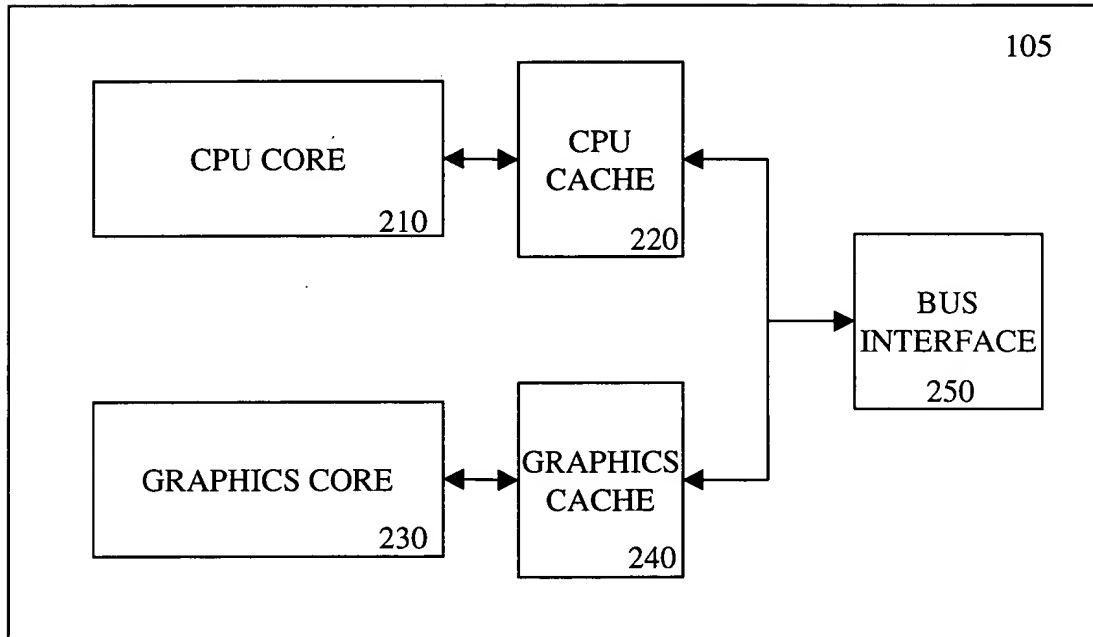 105
CPU CORE
210
CPU
CACHE
220
BUS
INTERFACE
250
GRAPHICS CORE
230
GRAPHICS
CACHE
240